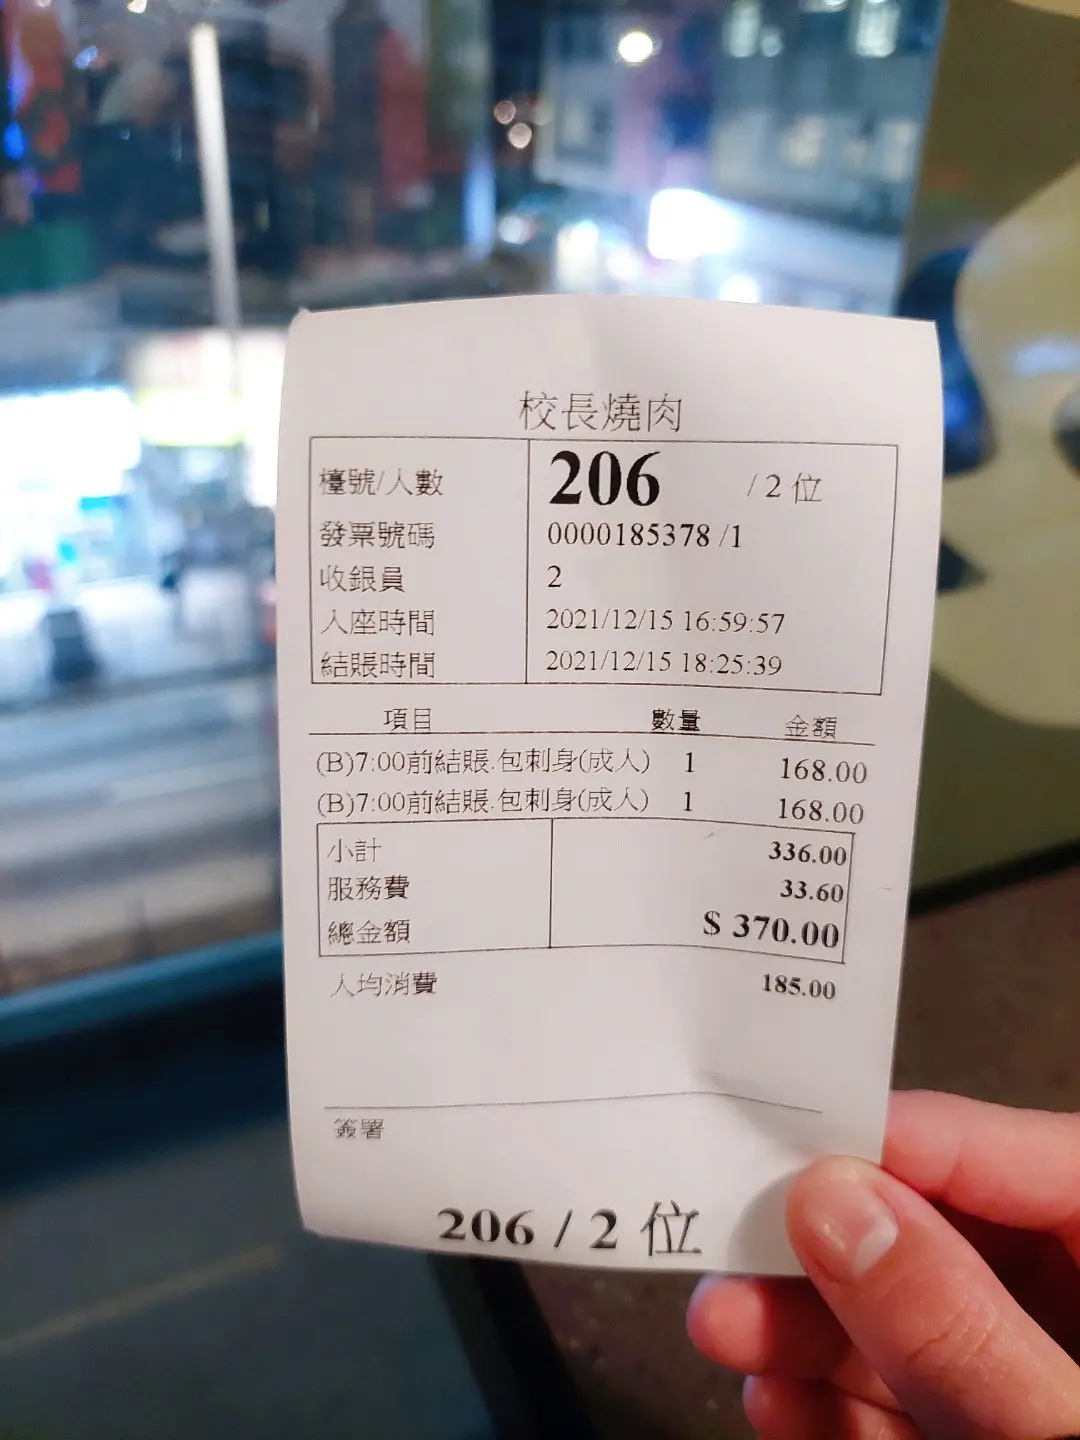 校長燒肉
檯號/人數 206 / 2 位
發票號碼 0000185378 /1
收銀員 2
入座時間 2021/12/15 16:59:57
結賬時間 2021/12/15 18:25:39
項目 數量 金額
(B)7:00前結賬.包刺身(成人) 1 168.00
(B)7:00前結賬.包刺身(成人) 1 168.00
小計 336.00
服務費 33.60
總金額 $ 370.00
人均消費 185.00
簽署
206 / 2 位